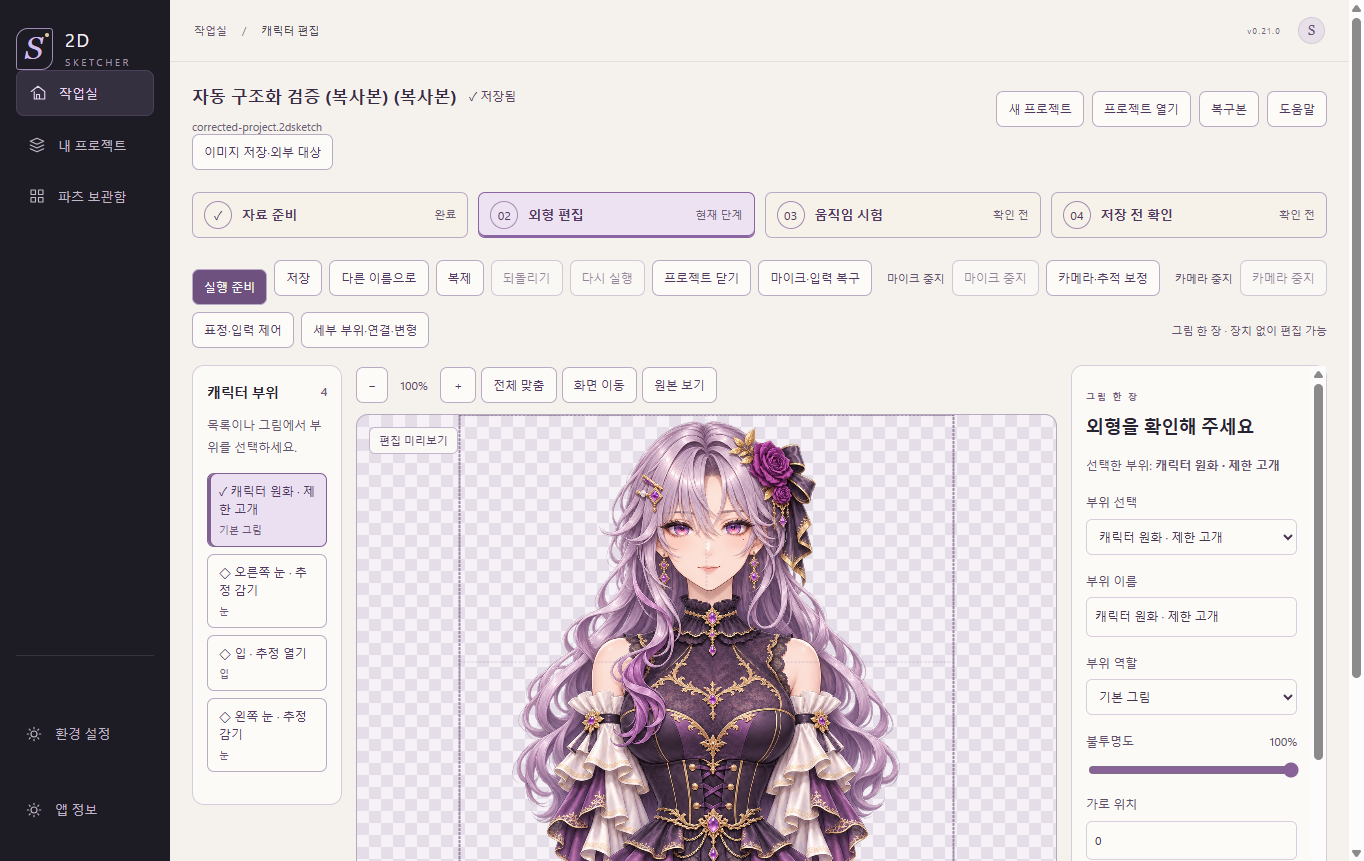 S
2D
SKETCHER
작업실
내 프로젝트
파츠 보관함
환경 설정
앱 정보
작업실 / 캐릭터 편집
v0.21.0
S
자동 구조화 검증 (복사본) (복사본) ✓ 저장됨
corrected-project.2dsketch
이미지 저장·외부 대상
새 프로젝트
프로젝트 열기
복구본
도움말
✓ 자료 준비 완료
02 외형 편집 현재 단계
03 움직임 시험 확인 전
04 저장 전 확인 확인 전
실행 준비
저장
다른 이름으로
복제
되돌리기
다시 실행
프로젝트 닫기
마이크·입력 복구
마이크 중지
마이크 중지
카메라·추적 보정
카메라 중지
카메라 중지
표정·입력 제어
세부 부위·연결·변형
그림 한 장 · 장치 없이 편집 가능
캐릭터 부위 4
목록이나 그림에서 부
위를 선택하세요.
✓ 캐릭터 원화 · 제
한 고개
기본 그림
◇ 오른쪽 눈 · 추
정 감기
눈
◇ 입 · 추정 열기
입
◇ 왼쪽 눈 · 추정
감기
눈
−
100%
+
전체 맞춤
화면 이동
원본 보기
편집 미리보기
그림 한 장
외형을 확인해 주세요
선택한 부위: 캐릭터 원화 · 제한 고개
부위 선택
캐릭터 원화 · 제한 고개
부위 이름
캐릭터 원화 · 제한 고개
부위 역할
기본 그림
불투명도 100%
가로 위치
0